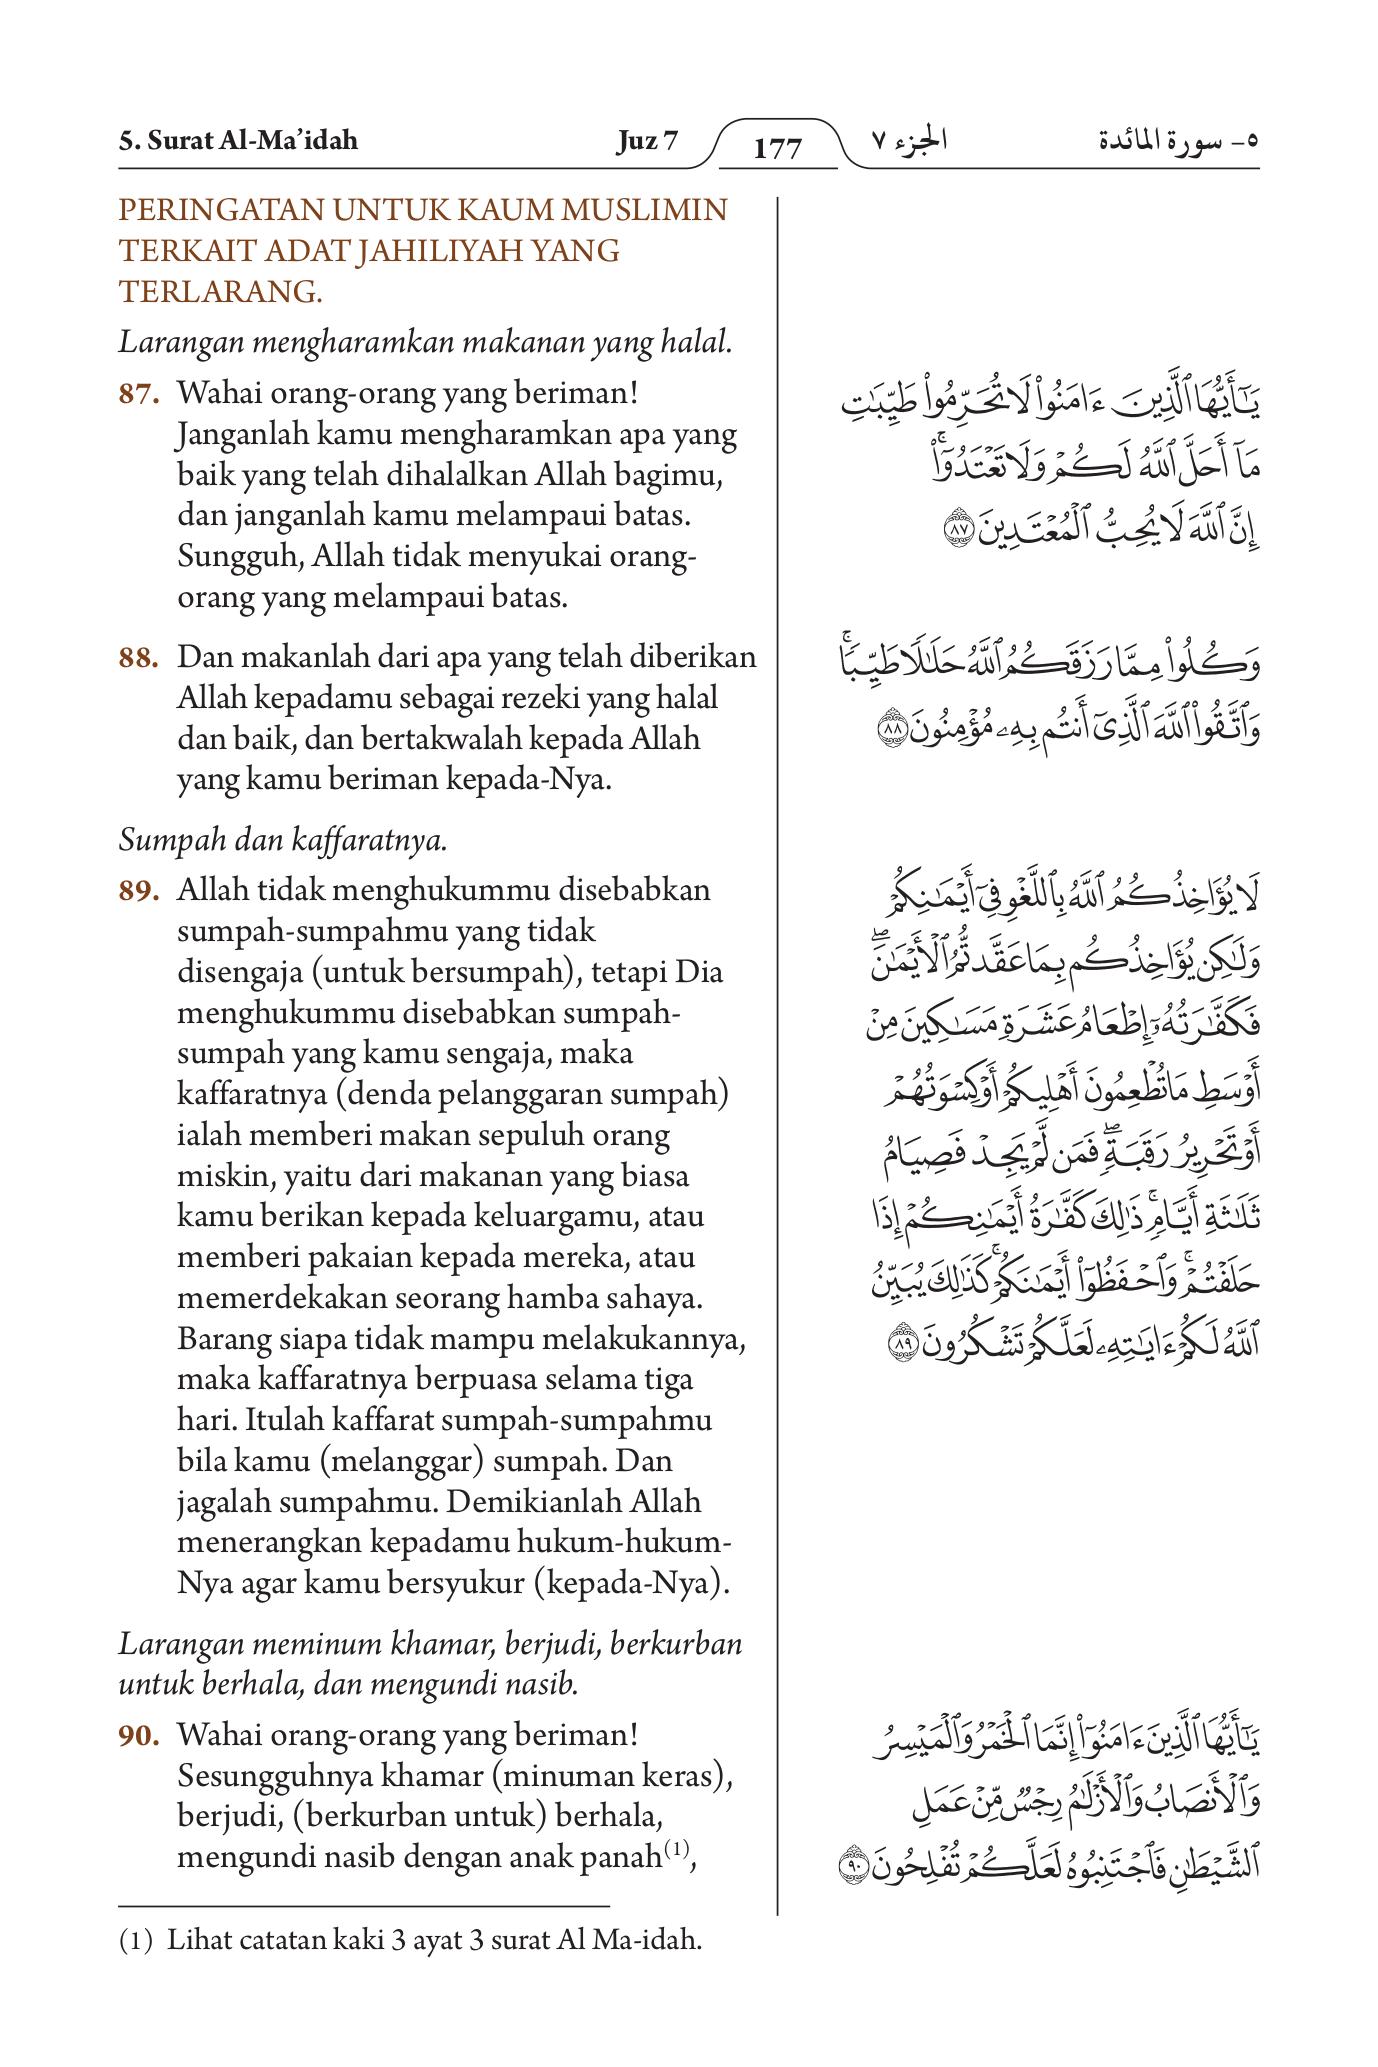 5. Surat Al-Ma’idah
Juz 7
177
الجزء ٧
٥- سورة المائدة
PERINGATAN UNTUK KAUM MUSLIMIN
TERKAIT ADAT JAHILIYAH YANG
TERLARANG.
Larangan mengharamkan makanan yang halal.
87. Wahai orang-orang yang beriman!
Janganlah kamu mengharamkan apa yang
baik yang telah dihalalkan Allah bagimu,
dan janganlah kamu melampaui batas.
Sungguh, Allah tidak menyukai orang-
orang yang melampaui batas.
88. Dan makanlah dari apa yang telah diberikan
Allah kepadamu sebagai rezeki yang halal
dan baik, dan bertakwalah kepada Allah
yang kamu beriman kepada-Nya.
Sumpah dan kaffaratnya.
89. Allah tidak menghukummu disebabkan
sumpah-sumpahmu yang tidak
disengaja (untuk bersumpah), tetapi Dia
menghukummu disebabkan sumpah-
sumpah yang kamu sengaja, maka
kaffaratnya (denda pelanggaran sumpah)
ialah memberi makan sepuluh orang
miskin, yaitu dari makanan yang biasa
kamu berikan kepada keluargamu, atau
memberi pakaian kepada mereka, atau
memerdekakan seorang hamba sahaya.
Barang siapa tidak mampu melakukannya,
maka kaffaratnya berpuasa selama tiga
hari. Itulah kaffarat sumpah-sumpahmu
bila kamu (melanggar) sumpah. Dan
jagalah sumpahmu. Demikianlah Allah
menerangkan kepadamu hukum-hukum-
Nya agar kamu bersyukur (kepada-Nya).
Larangan meminum khamar, berjudi, berkurban
untuk berhala, dan mengundi nasib.
90. Wahai orang-orang yang beriman!
Sesungguhnya khamar (minuman keras),
berjudi, (berkurban untuk) berhala,
mengundi nasib dengan anak panah(1),
يَـٰٓأَيُّهَا ٱلَّذِينَ ءَامَنُوا۟ لَا تُحَرِّمُوا۟ طَيِّبَـٰتِ
مَآ أَحَلَّ ٱللَّهُ لَكُمْ وَلَا تَعْتَدُوٓا۟ۚ
إِنَّ ٱللَّهَ لَا يُحِبُّ ٱلْمُعْتَدِينَ ٨٧
وَكُلُوا۟ مِمَّا رَزَقَكُمُ ٱللَّهُ حَلَـٰلًا طَيِّبًاۚ
وَٱتَّقُوا۟ ٱللَّهَ ٱلَّذِىٓ أَنتُم بِهِۦ مُؤْمِنُونَ ٨٨
لَا يُؤَاخِذُكُمُ ٱللَّهُ بِٱللَّغْوِ فِىٓ أَيْمَـٰنِكُمْ
وَلَـٰكِن يُؤَاخِذُكُم بِمَا عَقَّدتُّمُ ٱلْأَيْمَـٰنَۖ
فَكَفَّـٰرَتُهُۥٓ إِطْعَامُ عَشَرَةِ مَسَـٰكِينَ مِنْ
أَوْسَطِ مَا تُطْعِمُونَ أَهْلِيكُمْ أَوْ كِسْوَتُهُمْ
أَوْ تَحْرِيرُ رَقَبَةٍۖ فَمَن لَّمْ يَجِدْ فَصِيَامُ
ثَلَـٰثَةِ أَيَّامٍۚ ذَٰلِكَ كَفَّـٰرَةُ أَيْمَـٰنِكُمْ إِذَا
حَلَفْتُمْۚ وَٱحْفَظُوٓا۟ أَيْمَـٰنَكُمْۚ كَذَٰلِكَ يُبَيِّنُ
ٱللَّهُ لَكُمْ ءَايَـٰتِهِۦ لَعَلَّكُمْ تَشْكُرُونَ ٨٩
يَـٰٓأَيُّهَا ٱلَّذِينَ ءَامَنُوٓا۟ إِنَّمَا ٱلْخَمْرُ وَٱلْمَيْسِرُ
وَٱلْأَنصَابُ وَٱلْأَزْلَـٰمُ رِجْسٌ مِّنْ عَمَلِ
ٱلشَّيْطَـٰنِ فَٱجْتَنِبُوهُ لَعَلَّكُمْ تُفْلِحُونَ ٩٠
(1) Lihat catatan kaki 3 ayat 3 surat Al Ma-idah.